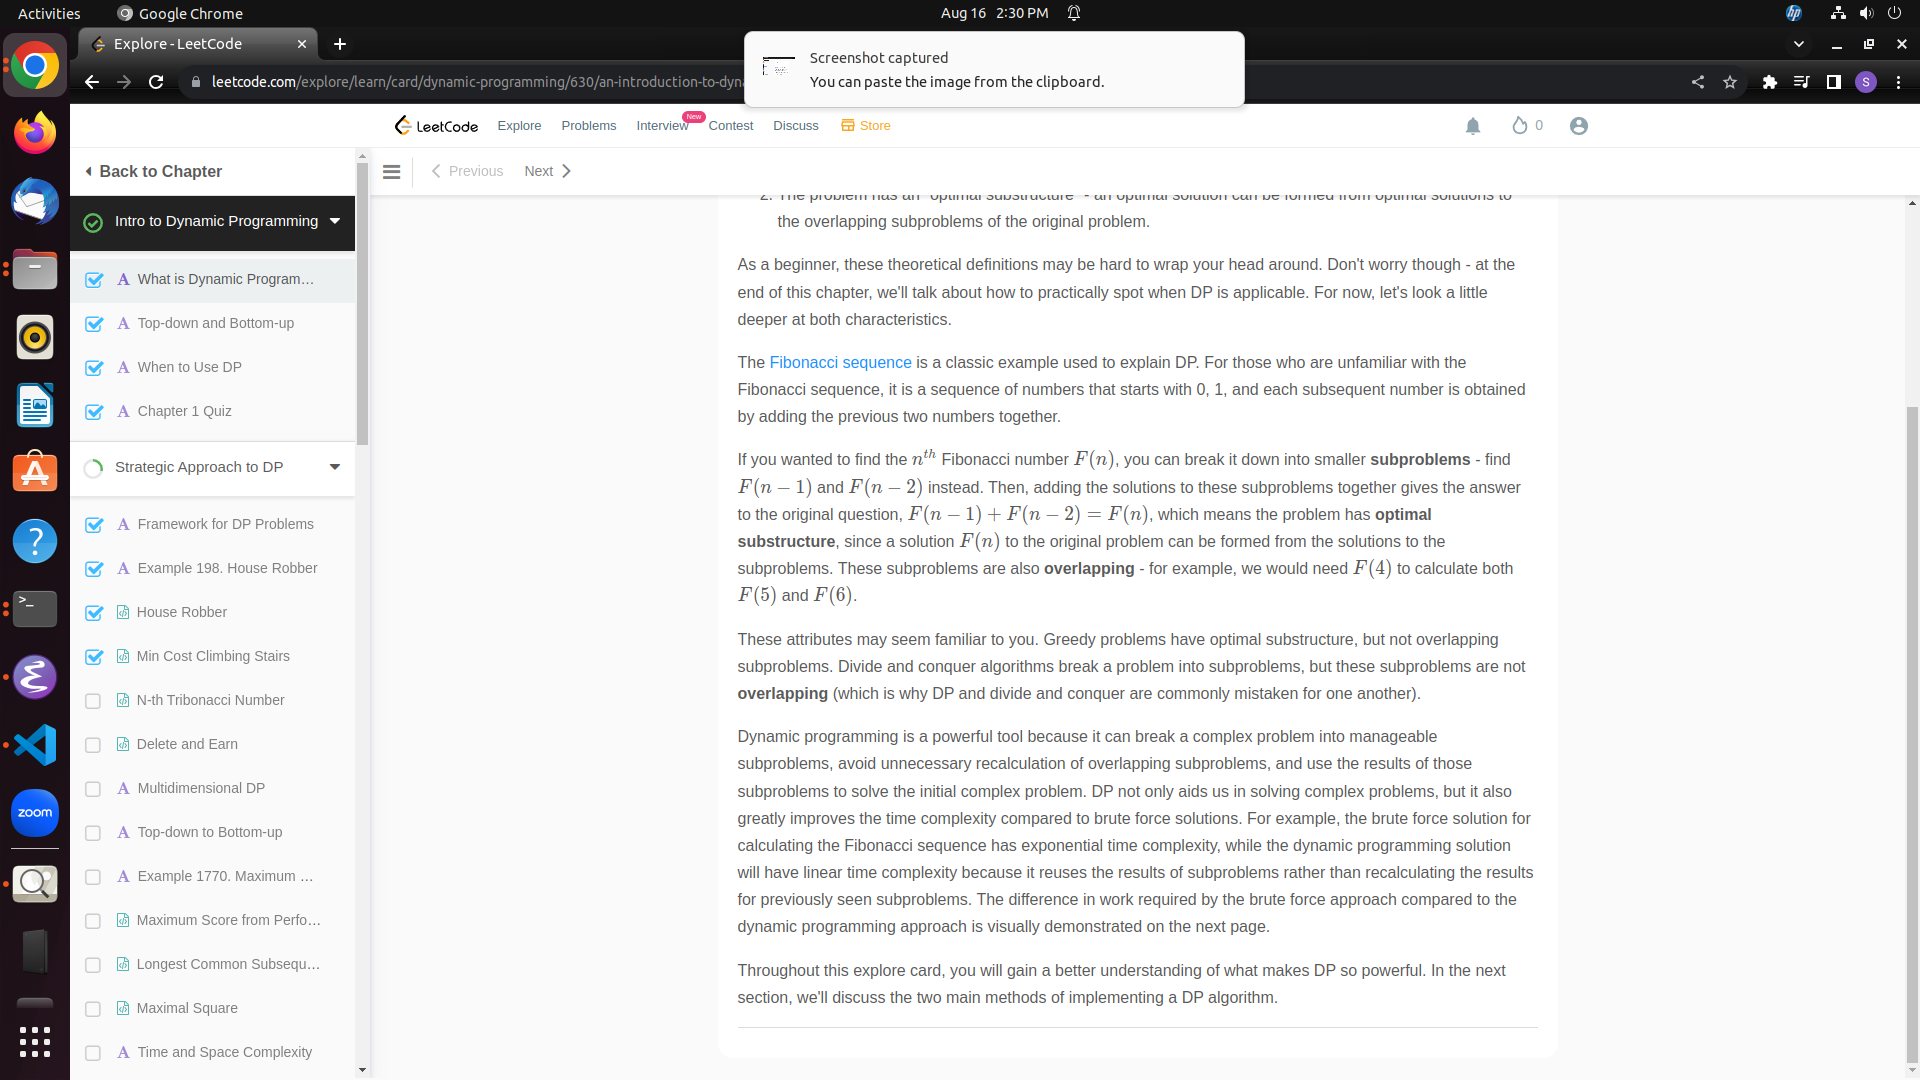 Activities
Google Chrome
Aug 16 2:30 PM
Explore - LeetCode
Screenshot captured
You can paste the image from the clipboard.
leetcode.com/explore/learn/card/dynamic-programming/630/an-introduction-to-dyn
S
LeetCode
Explore
Problems
Interview
New
Contest
Discuss
Store
0
Back to Chapter
Previous
Next
Intro to Dynamic Programming
A What is Dynamic Program...
A Top-down and Bottom-up
A When to Use DP
A Chapter 1 Quiz
Strategic Approach to DP
A Framework for DP Problems
A Example 198. House Robber
House Robber
Min Cost Climbing Stairs
N-th Tribonacci Number
Delete and Earn
A Multidimensional DP
A Top-down to Bottom-up
A Example 1770. Maximum ...
Maximum Score from Perfo...
Longest Common Subsequ...
Maximal Square
A Time and Space Complexity
2. The problem has an "optimal substructure" - an optimal solution can be formed from optimal solutions to
the overlapping subproblems of the original problem.
As a beginner, these theoretical definitions may be hard to wrap your head around. Don't worry though - at the
end of this chapter, we'll talk about how to practically spot when DP is applicable. For now, let's look a little
deeper at both characteristics.
The Fibonacci sequence is a classic example used to explain DP. For those who are unfamiliar with the
Fibonacci sequence, it is a sequence of numbers that starts with 0, 1, and each subsequent number is obtained
by adding the previous two numbers together.
If you wanted to find the n^th Fibonacci number F(n), you can break it down into smaller subproblems - find
F(n − 1) and F(n − 2) instead. Then, adding the solutions to these subproblems together gives the answer
to the original question, F(n − 1) + F(n − 2) = F(n), which means the problem has optimal
substructure, since a solution F(n) to the original problem can be formed from the solutions to the
subproblems. These subproblems are also overlapping - for example, we would need F(4) to calculate both
F(5) and F(6).
These attributes may seem familiar to you. Greedy problems have optimal substructure, but not overlapping
subproblems. Divide and conquer algorithms break a problem into subproblems, but these subproblems are not
overlapping (which is why DP and divide and conquer are commonly mistaken for one another).
Dynamic programming is a powerful tool because it can break a complex problem into manageable
subproblems, avoid unnecessary recalculation of overlapping subproblems, and use the results of those
subproblems to solve the initial complex problem. DP not only aids us in solving complex problems, but it also
greatly improves the time complexity compared to brute force solutions. For example, the brute force solution for
calculating the Fibonacci sequence has exponential time complexity, while the dynamic programming solution
will have linear time complexity because it reuses the results of subproblems rather than recalculating the results
for previously seen subproblems. The difference in work required by the brute force approach compared to the
dynamic programming approach is visually demonstrated on the next page.
Throughout this explore card, you will gain a better understanding of what makes DP so powerful. In the next
section, we'll discuss the two main methods of implementing a DP algorithm.
zoom
hp